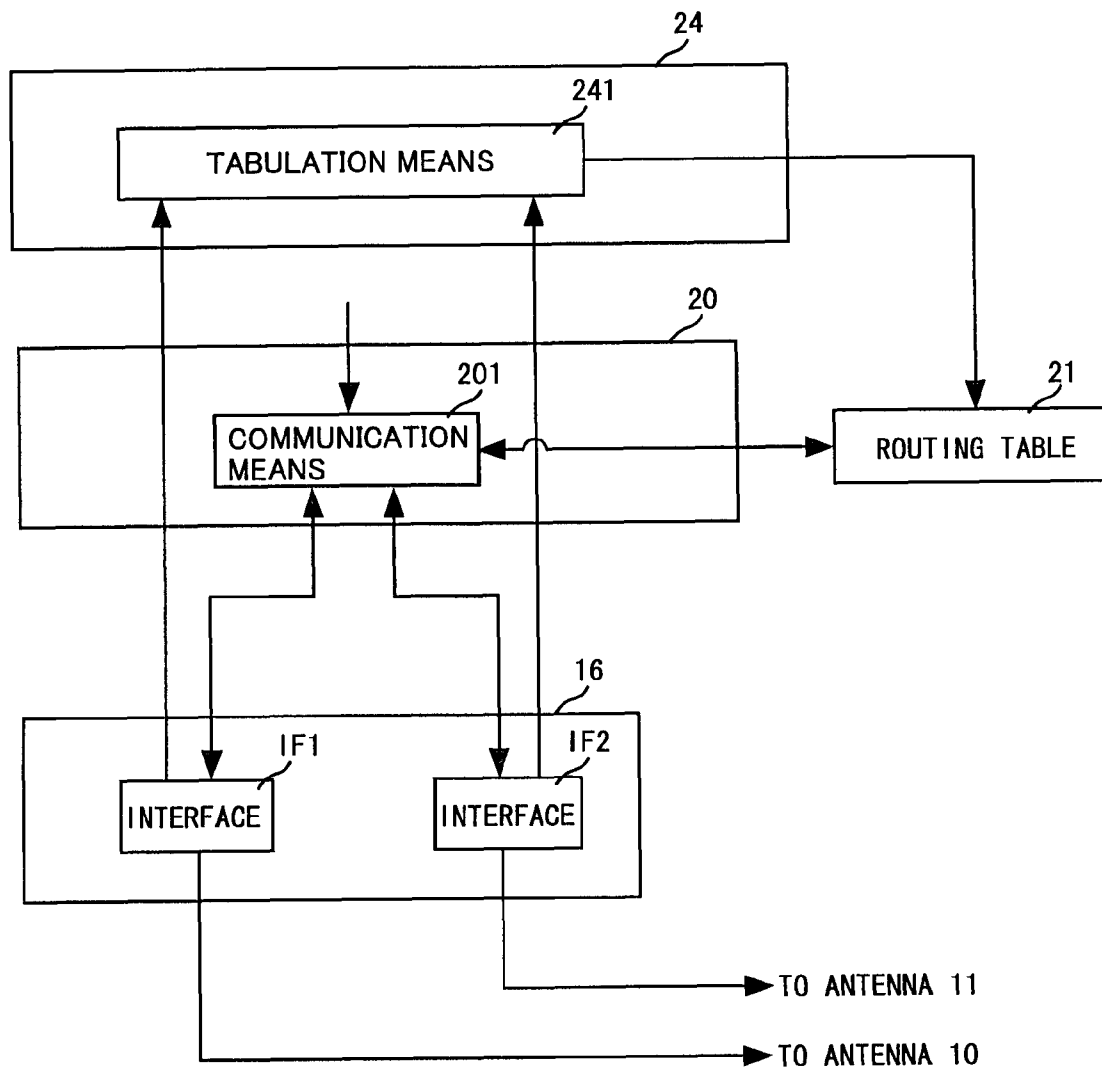 24
241
TABULATION MEANS
20
201
COMMUNICATION
MEANS
21
ROUTING TABLE
16
IF1
INTERFACE
IF2
INTERFACE
TO ANTENNA 11
TO ANTENNA 10